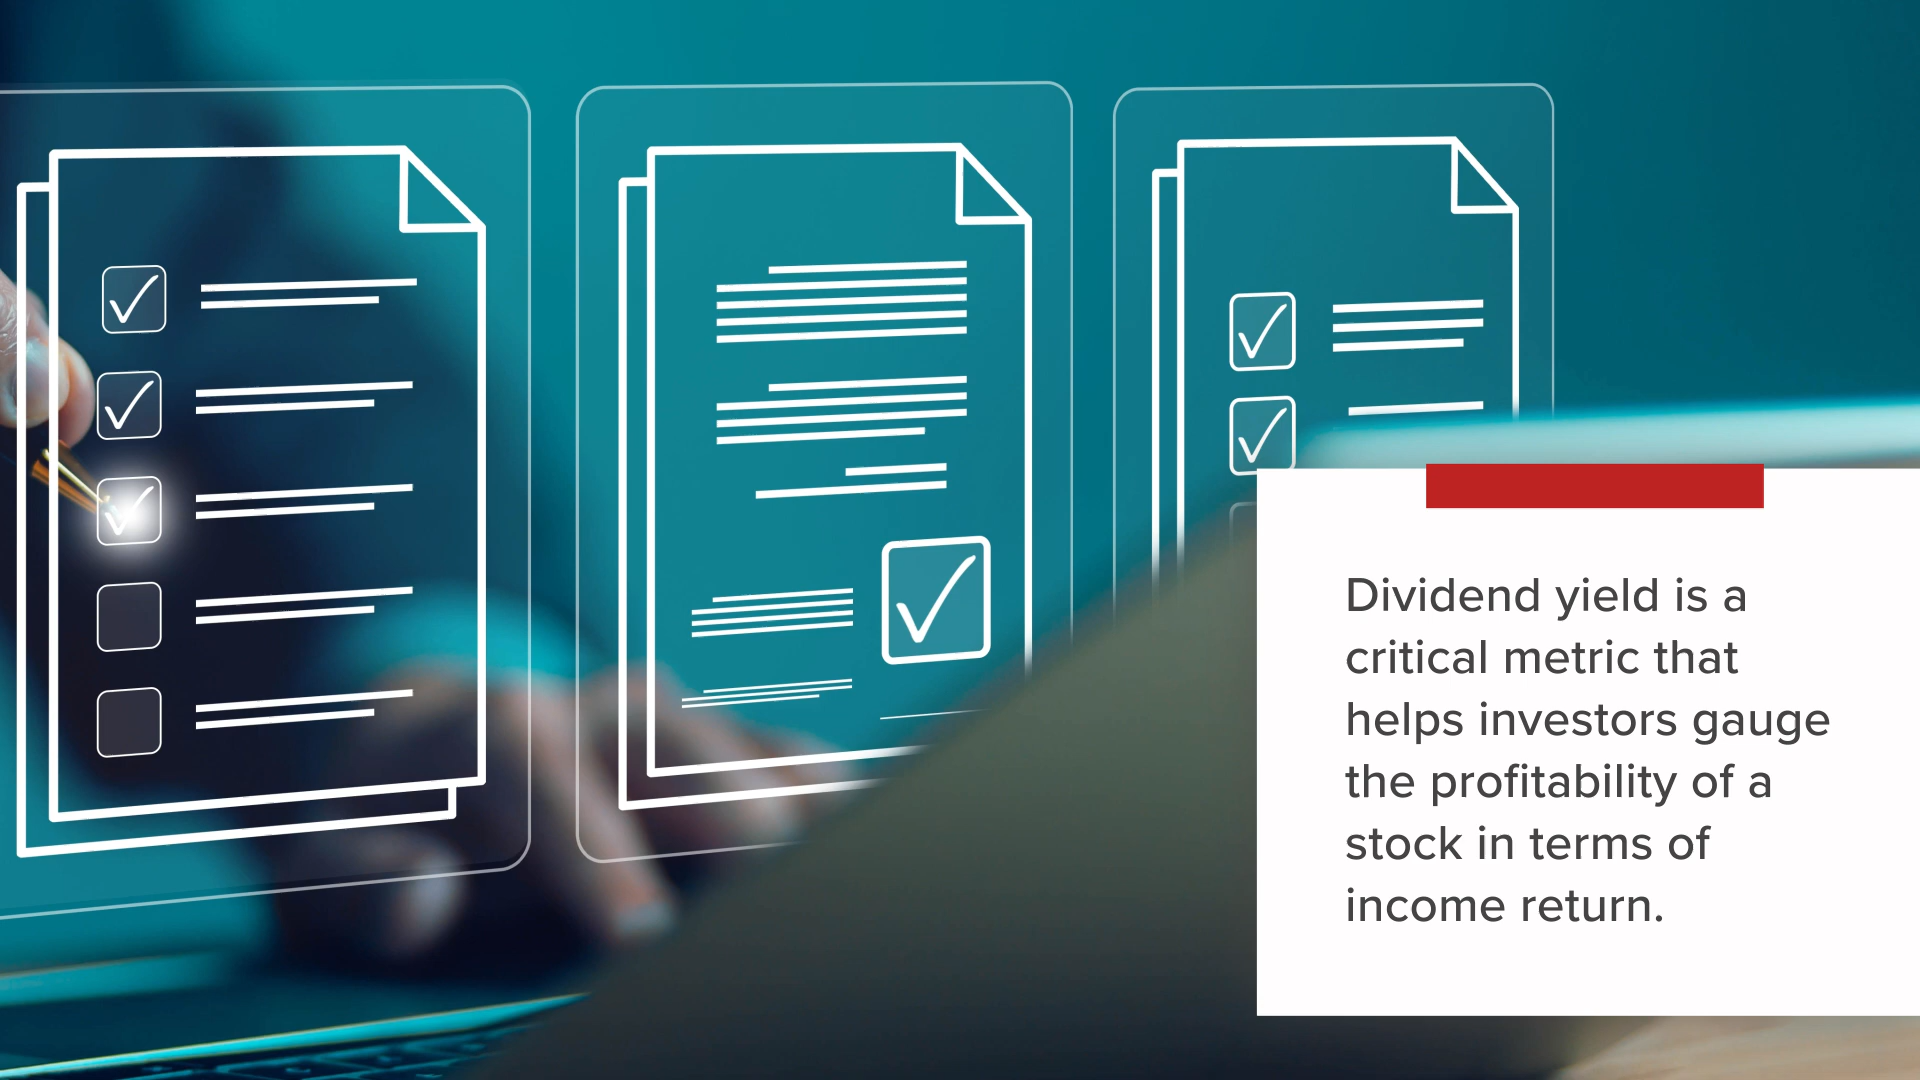 Dividend yield is a
critical metric that
helps investors gauge
the profitability of a
stock in terms of
income return.